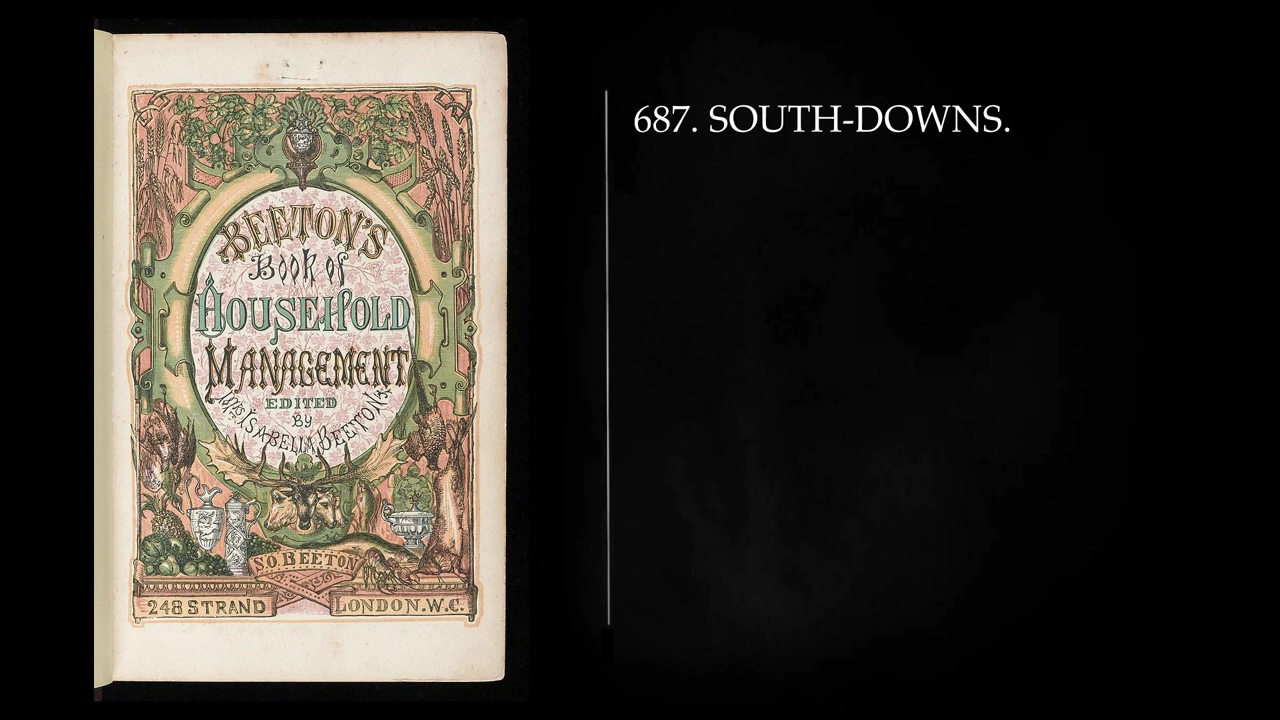 BEETON'S
Book of
HOUSEHOLD
MANAGEMENT
EDITED
By
MRS ISABELLA BEETON
S.O. BEETON
248 STRAND
LONDON. W.C.
687. SOUTH-DOWNS.